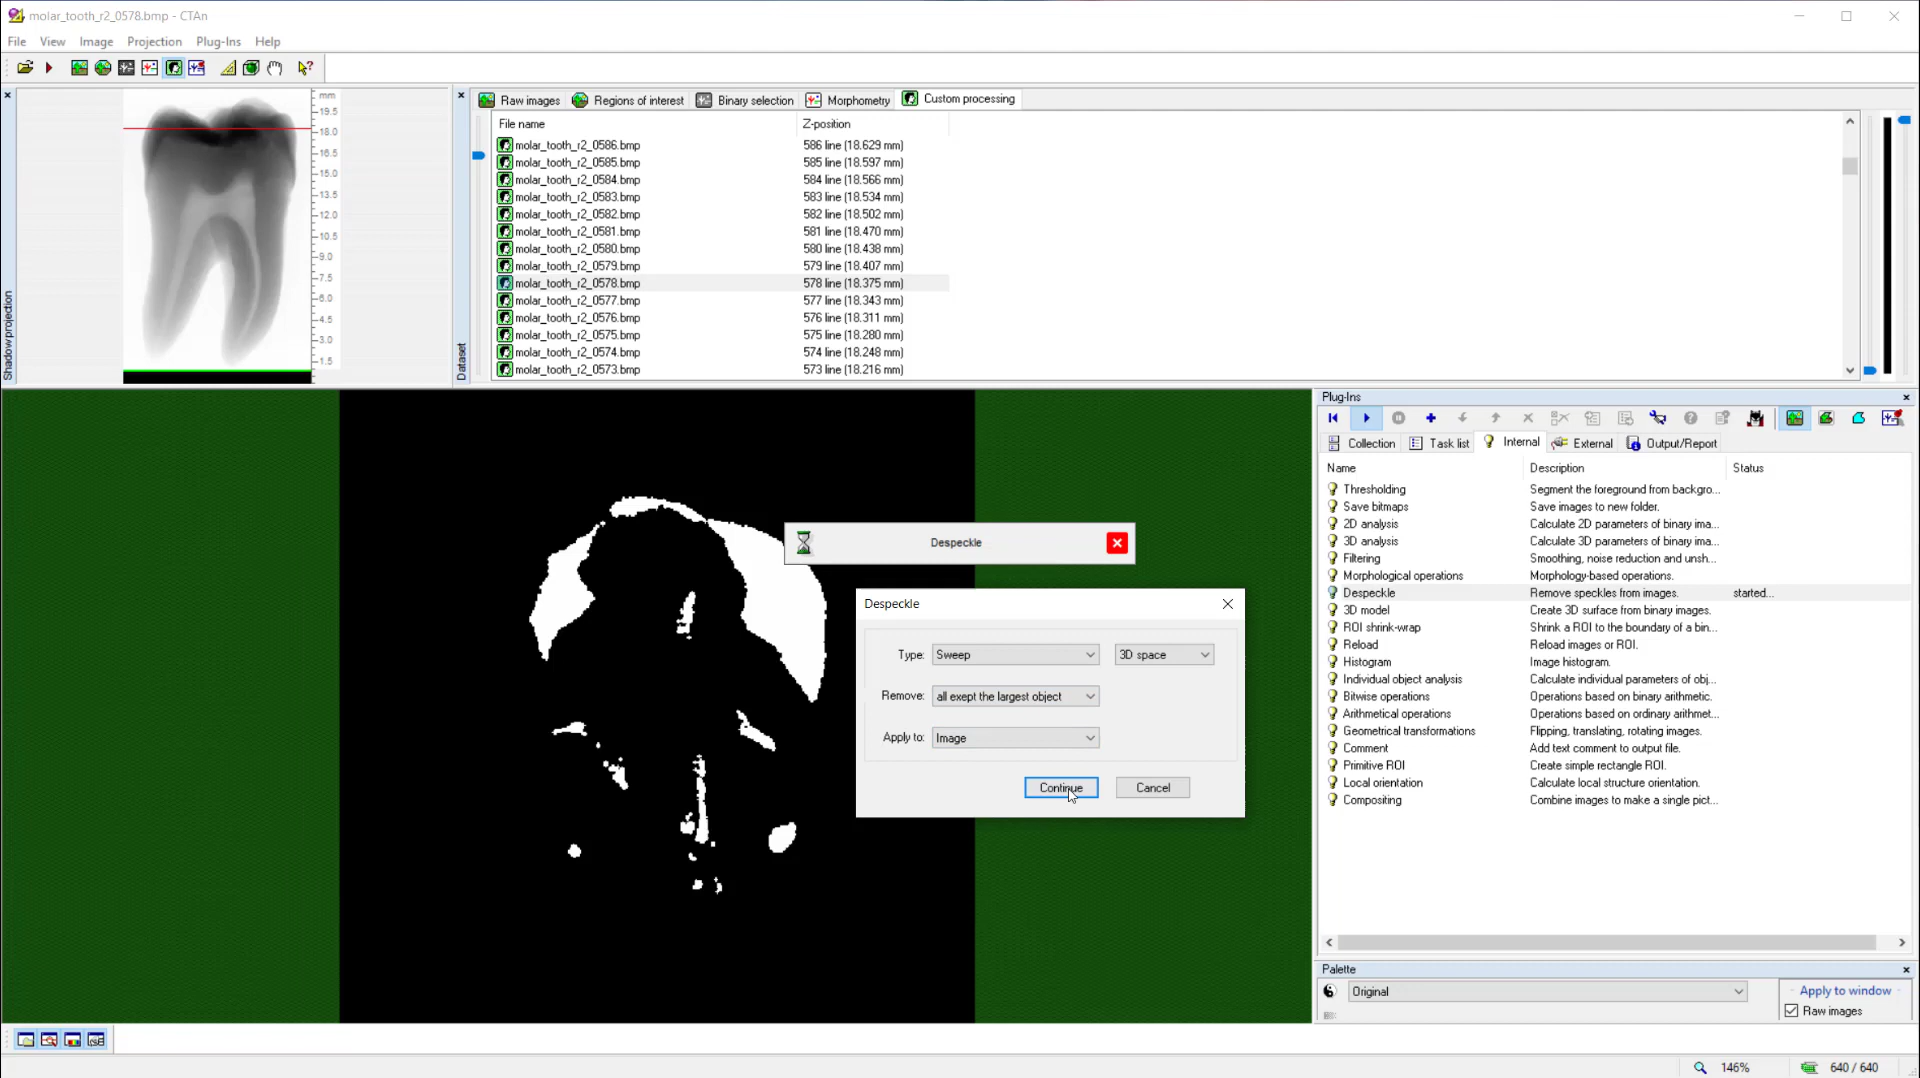 molar_tooth_r2_0578.bmp - CTAn
File View Image Projection Plug-Ins Help
Shadow projection
mm
19.5
18.0
16.5
15.0
13.5
12.0
10.5
9.0
7.5
6.0
4.5
3.0
1.5
Dataset
Raw images Regions of interest Binary selection Morphometry Custom processing
File name Z-position
molar_tooth_r2_0586.bmp 586 line (18.629 mm)
molar_tooth_r2_0585.bmp 585 line (18.597 mm)
molar_tooth_r2_0584.bmp 584 line (18.566 mm)
molar_tooth_r2_0583.bmp 583 line (18.534 mm)
molar_tooth_r2_0582.bmp 582 line (18.502 mm)
molar_tooth_r2_0581.bmp 581 line (18.470 mm)
molar_tooth_r2_0580.bmp 580 line (18.438 mm)
molar_tooth_r2_0579.bmp 579 line (18.407 mm)
molar_tooth_r2_0578.bmp 578 line (18.375 mm)
molar_tooth_r2_0577.bmp 577 line (18.343 mm)
molar_tooth_r2_0576.bmp 576 line (18.311 mm)
molar_tooth_r2_0575.bmp 575 line (18.280 mm)
molar_tooth_r2_0574.bmp 574 line (18.248 mm)
molar_tooth_r2_0573.bmp 573 line (18.216 mm)
Despeckle
Despeckle
Type: Sweep 3D space
Remove: all exept the largest object
Apply to: Image
Continue Cancel
Plug-Ins
Collection Task list Internal External Output/Report
Name Description Status
Thresholding Segment the foreground from backgro...
Save bitmaps Save images to new folder.
2D analysis Calculate 2D parameters of binary ima...
3D analysis Calculate 3D parameters of binary ima...
Filtering Smoothing, noise reduction and unsh...
Morphological operations Morphology-based operations.
Despeckle Remove speckles from images. started...
3D model Create 3D surface from binary images.
ROI shrink-wrap Shrink a ROI to the boundary of a bin...
Reload Reload images or ROI.
Histogram Image histogram.
Individual object analysis Calculate individual parameters of obj...
Bitwise operations Operations based on binary arithmetic.
Arithmetical operations Operations based on ordinary arithmet...
Geometrical transformations Flipping, translating, rotating images.
Comment Add text comment to output file.
Primitive ROI Create simple rectangle ROI.
Local orientation Calculate local structure orientation.
Compositing Combine images to make a single pict...
Palette
Original
Apply to window
Raw images
146% 640 / 640